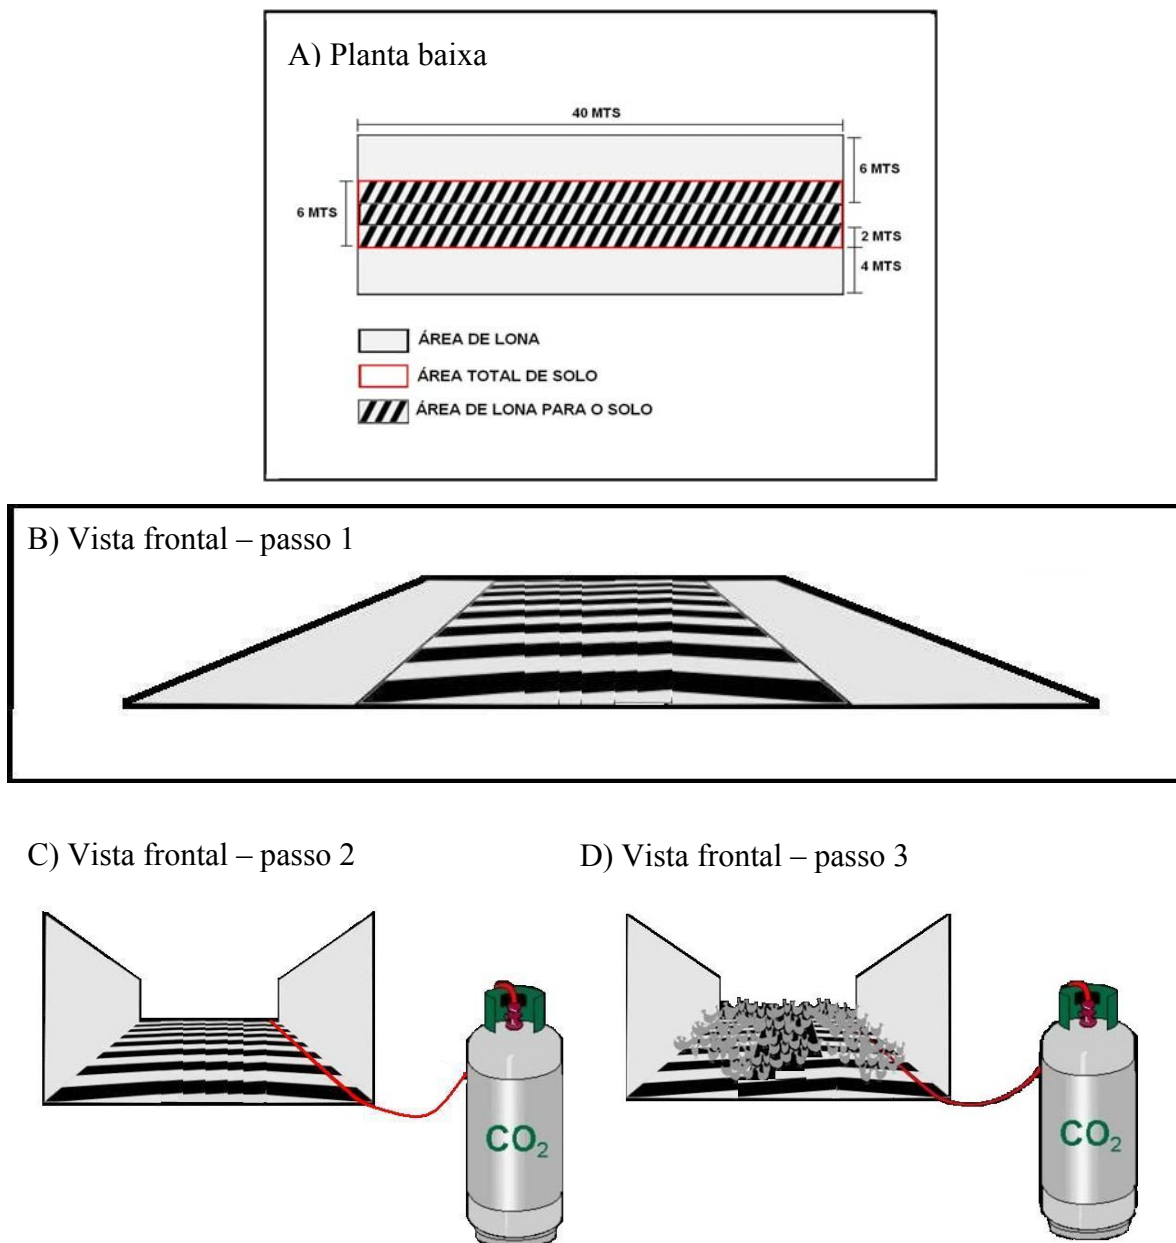 A) Planta baixa
40 MTS
6 MTS
6 MTS
2 MTS
4 MTS
ÁREA DE LONA
ÁREA TOTAL DE SOLO
ÁREA DE LONA PARA O SOLO
B) Vista frontal – passo 1
C) Vista frontal – passo 2
D) Vista frontal – passo 3
CO₂
CO₂